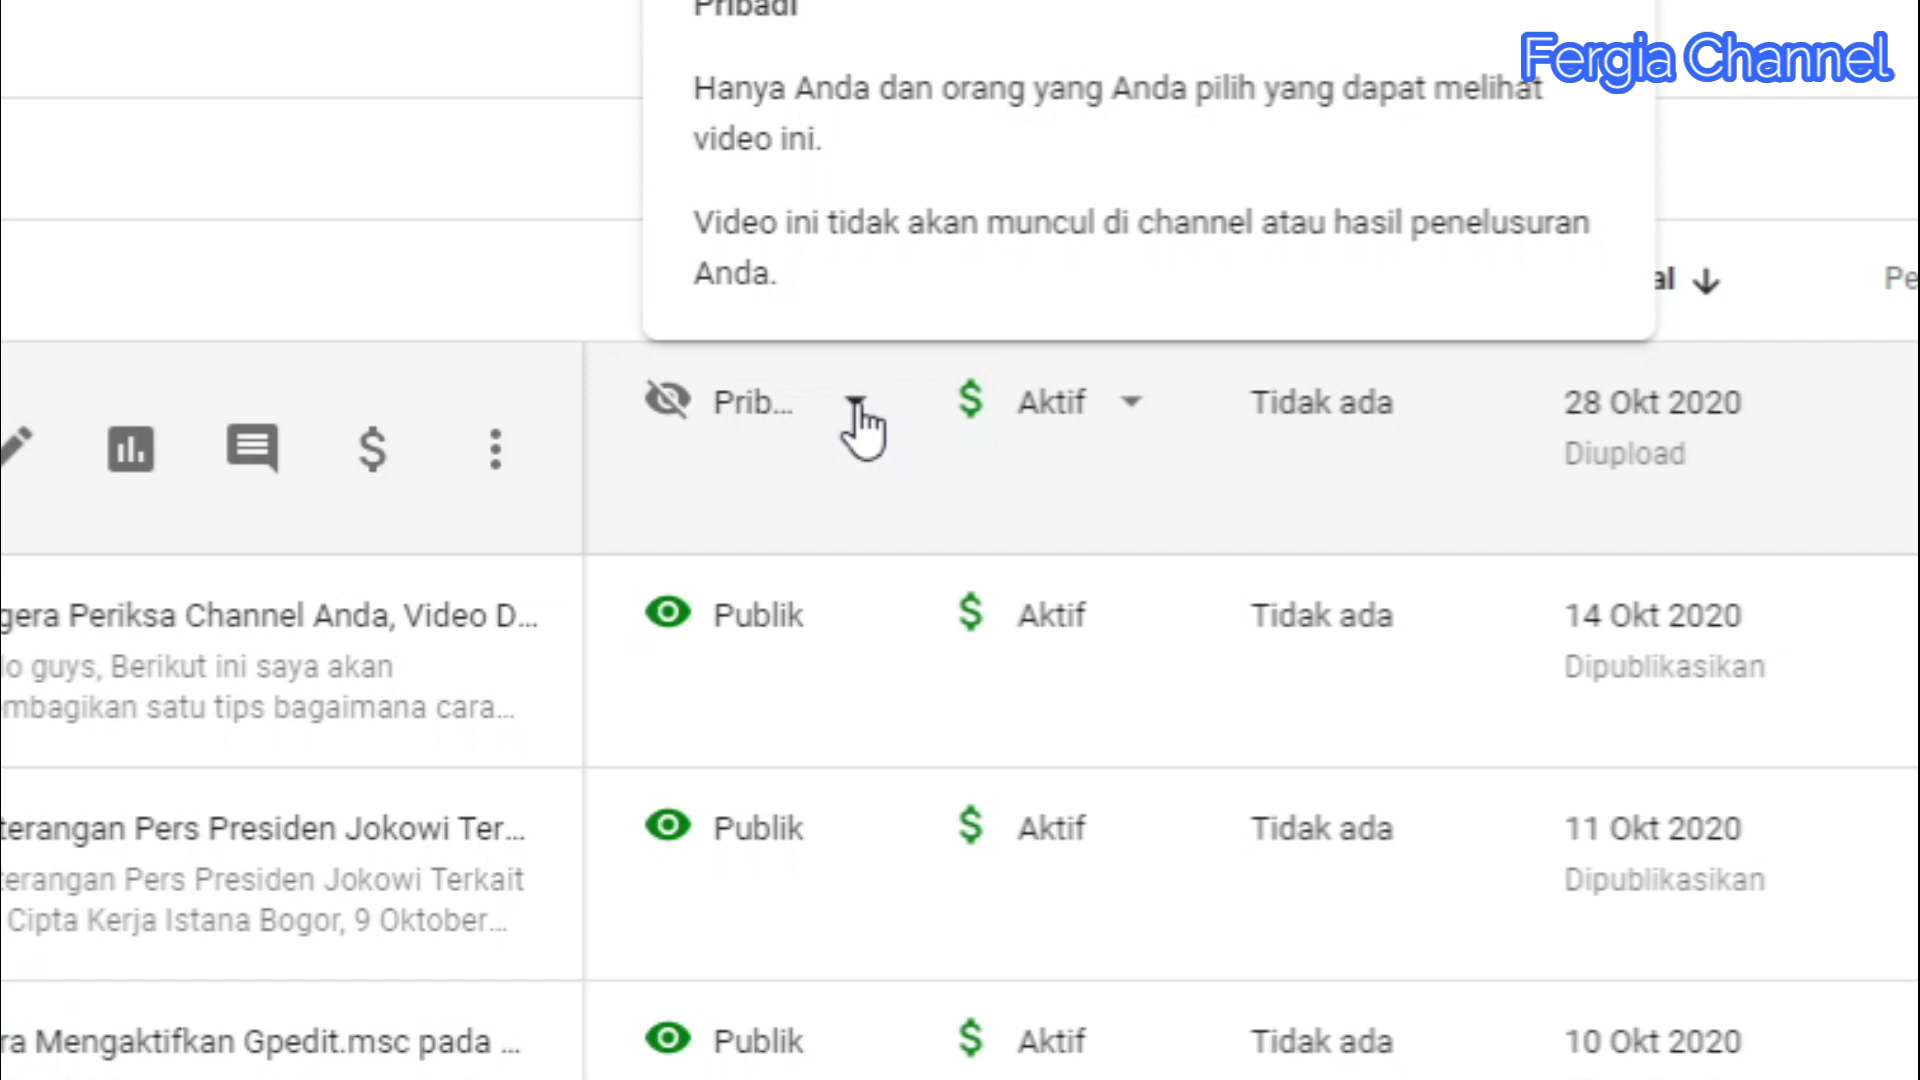 Pribadi
Fergia Channel
Hanya Anda dan orang yang Anda pilih yang dapat melihat
video ini.
Video ini tidak akan muncul di channel atau hasil penelusuran
Anda.
al Pe
Prib... Aktif Tidak ada 28 Okt 2020
Diupload
gera Periksa Channel Anda, Video D... Publik Aktif Tidak ada 14 Okt 2020
lo guys, Berikut ini saya akan Dipublikasikan
mbagikan satu tips bagaimana cara...
terangan Pers Presiden Jokowi Ter... Publik Aktif Tidak ada 11 Okt 2020
terangan Pers Presiden Jokowi Terkait Dipublikasikan
Cipta Kerja Istana Bogor, 9 Oktober...
ra Mengaktifkan Gpedit.msc pada ... Publik Aktif Tidak ada 10 Okt 2020